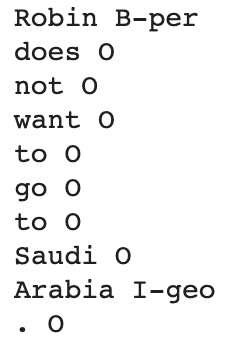 Robin B-per
does O
not O
want O
to O
go O
to O
Saudi O
Arabia I-geo
. O